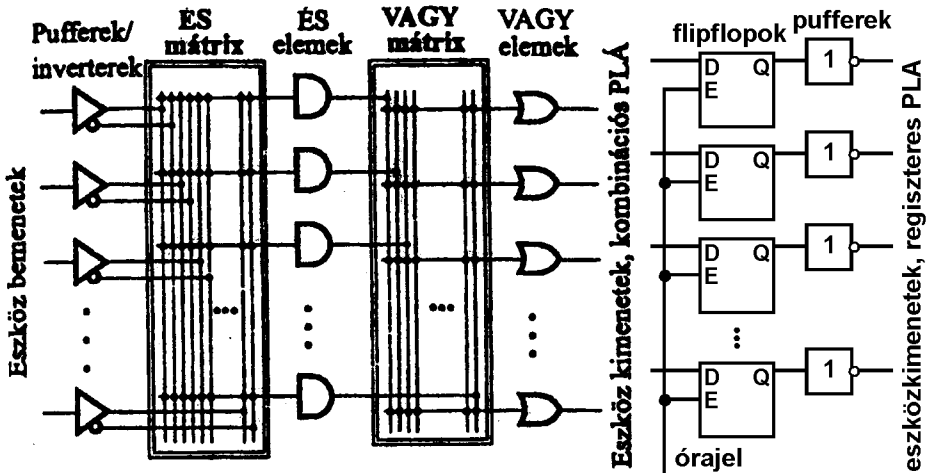 Pufferek/
inverterek
ÉS
mátrix
ÉS
elemek
VAGY
mátrix
VAGY
elemek
Eszköz bemenetek
Eszköz kimenetek, kombinációs PLÁ
flipflopok
pufferek
D Q
E
1
D Q
E
1
D Q
E
1
...
D Q
E
1
órajel
eszközkimenetek, regiszteres PLA